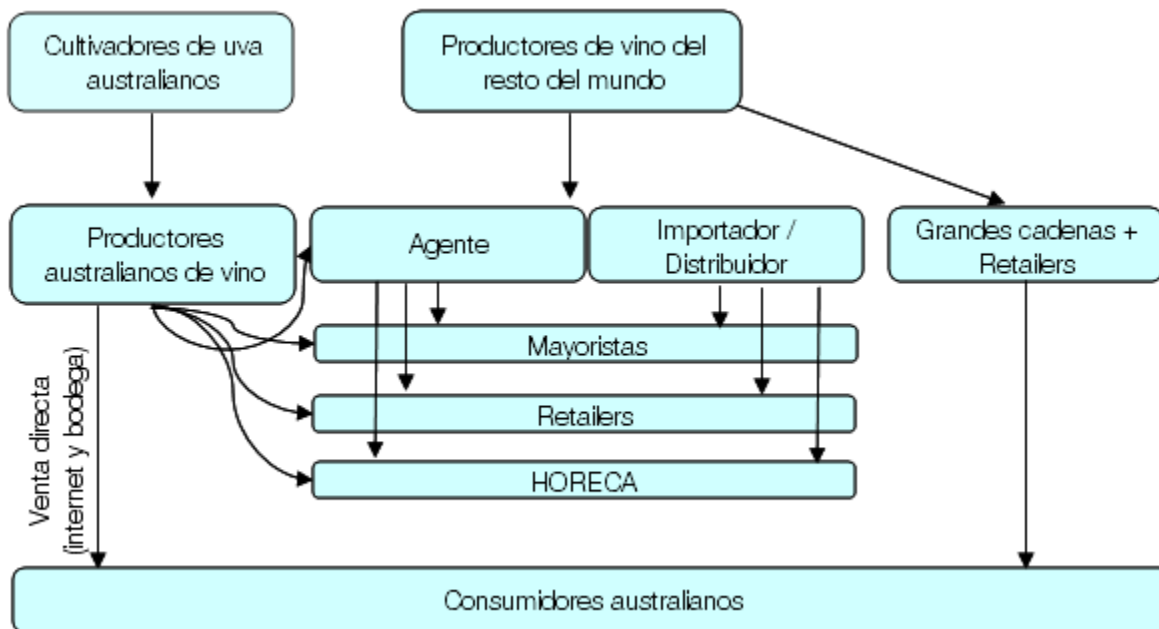 Cultivadores de uva
australianos
Productores de vino del
resto del mundo
Productores
australianos de vino
Agente
Importador /
Distribuidor
Grandes cadenas +
Retailers
Mayoristas
Retailers
HORECA
Venta directa
(internet y bodega)
Consumidores australianos